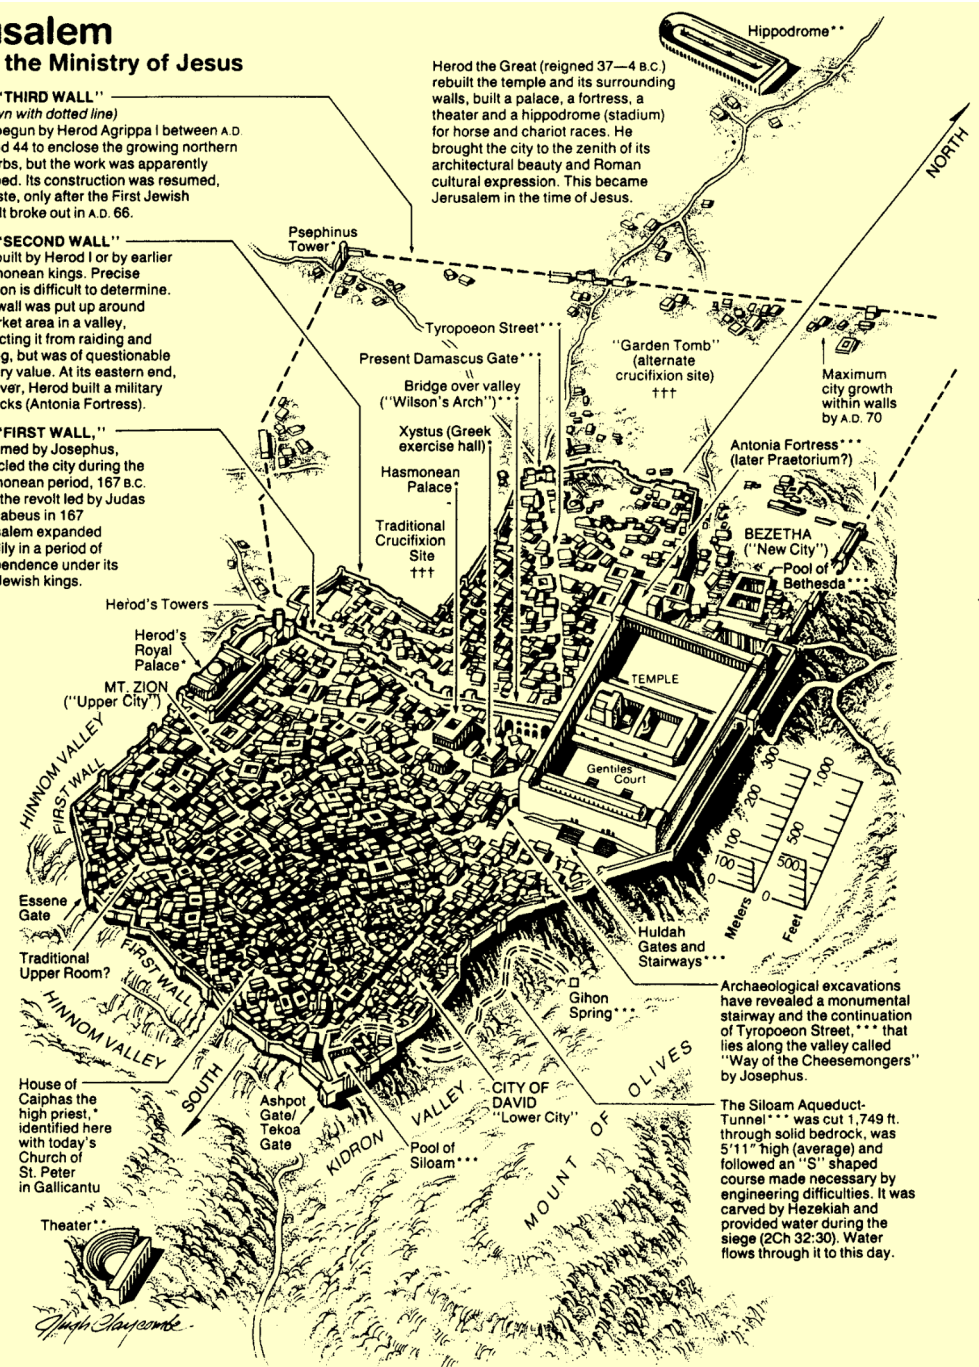 usalem
the Ministry of Jesus
"THIRD WALL"
wn with dotted line)
begun by Herod Agrippa I between A.D.
d 44 to enclose the growing northern
rbs, but the work was apparently
ped. Its construction was resumed,
ste, only after the First Jewish
lt broke out in A.D. 66.
"SECOND WALL"
built by Herod I or by earlier
monean kings. Precise
on is difficult to determine.
wall was put up around
rket area in a valley,
cting it from raiding and
g, but was of questionable
ry value. At its eastern end,
ver, Herod built a military
cks (Antonia Fortress).
"FIRST WALL,"
med by Josephus,
cled the city during the
monean period, 167 B.C.
the revolt led by Judas
abeus in 167
salem expanded
ily in a period of
pendence under its
Jewish kings.
Herod the Great (reigned 37—4 B.C.)
rebuilt the temple and its surrounding
walls, built a palace, a fortress, a
theater and a hippodrome (stadium)
for horse and chariot races. He
brought the city to the zenith of its
architectural beauty and Roman
cultural expression. This became
Jerusalem in the time of Jesus.
Hippodrome**
NORTH
Psephinus
Tower*
Tyropoeon Street***
Present Damascus Gate***
Bridge over valley
("Wilson's Arch")***
Xystus (Greek
exercise hall)*
Hasmonean
Palace*
Traditional
Crucifixion
Site
†††
"Garden Tomb"
(alternate
crucifixion site)
†††
Maximum
city growth
within walls
by A.D. 70
Antonia Fortress***
(later Praetorium?)
BEZETHA
("New City")
Pool of
Bethesda***
Herod's Towers
Herod's
Royal
Palace*
MT. ZION
("Upper City")
HINNOM VALLEY
FIRST WALL
TEMPLE
Gentiles
Court
300
200
100
100
0
Meters
1,000
500
500
0
Feet
Essene
Gate
Traditional
Upper Room?
FIRST WALL
HINNOM VALLEY
SOUTH
House of
Caiphas the
high priest,*
identified here
with today's
Church of
St. Peter
in Gallicantu
Ashpot
Gate/
Tekoa
Gate
KIDRON VALLEY
Pool of
Siloam***
CITY OF
DAVID
"Lower City"
Gihon
Spring***
Huldah
Gates and
Stairways***
MOUNT OF OLIVES
Archaeological excavations
have revealed a monumental
stairway and the continuation
of Tyropoeon Street,*** that
lies along the valley called
"Way of the Cheesemongers"
by Josephus.
The Siloam Aqueduct-
Tunnel*** was cut 1,749 ft.
through solid bedrock, was
5'11" high (average) and
followed an "S" shaped
course made necessary by
engineering difficulties. It was
carved by Hezekiah and
provided water during the
siege (2Ch 32:30). Water
flows through it to this day.
Theater**
Hugh Claycombe